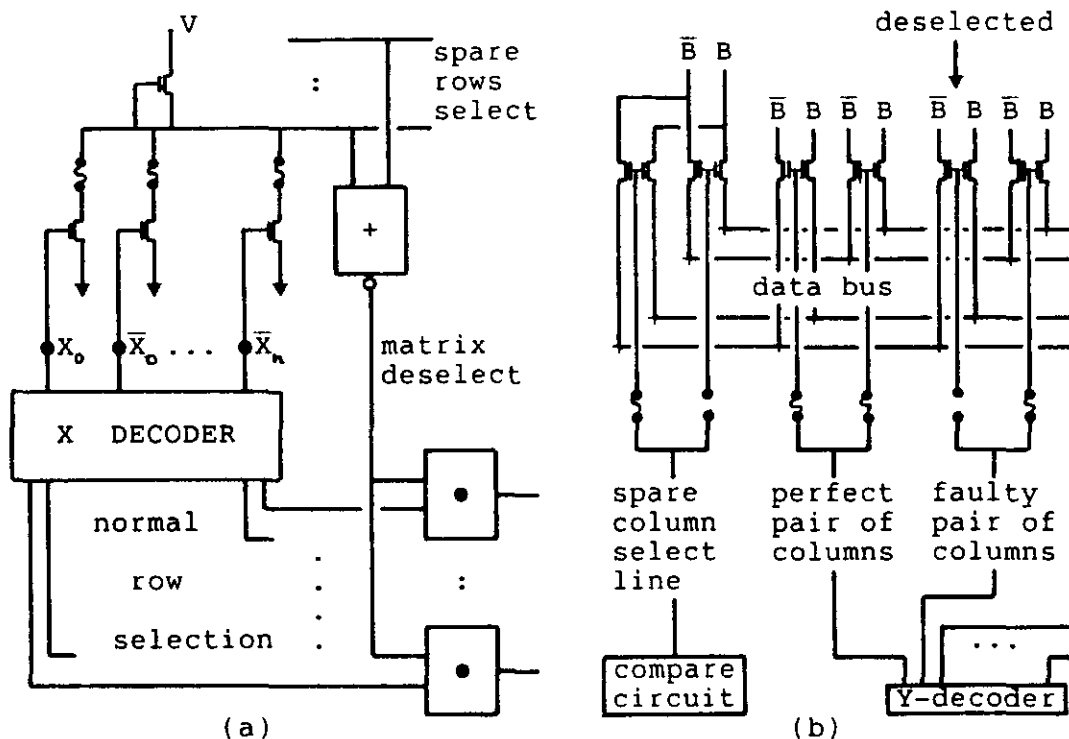 V
spare
rows
select
:
+
X₀ X̅₀ ... X̅ₙ
matrix
deselect
X DECODER
normal
row
selection
:
(a)
deselected
B̅ B
B̅ B B̅ B B̅ B B̅ B
data bus
spare
column
select
line
perfect
pair of
columns
faulty
pair of
columns
...
compare
circuit
Y-decoder
(b)